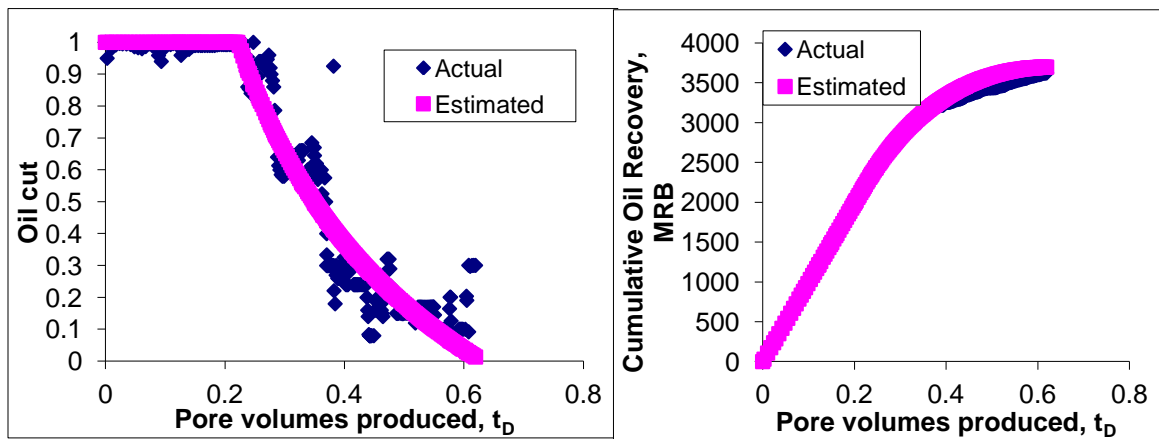 1
0.9
0.8
0.7
0.6
0.5
0.4
0.3
0.2
0.1
0
Oil cut
Actual
Estimated
0 0.2 0.4 0.6 0.8
Pore volumes produced, tD
4000
3500
3000
2500
2000
1500
1000
500
0
Cumulative Oil Recovery,
MRB
Actual
Estimated
0 0.2 0.4 0.6 0.8
Pore volumes produced, tD